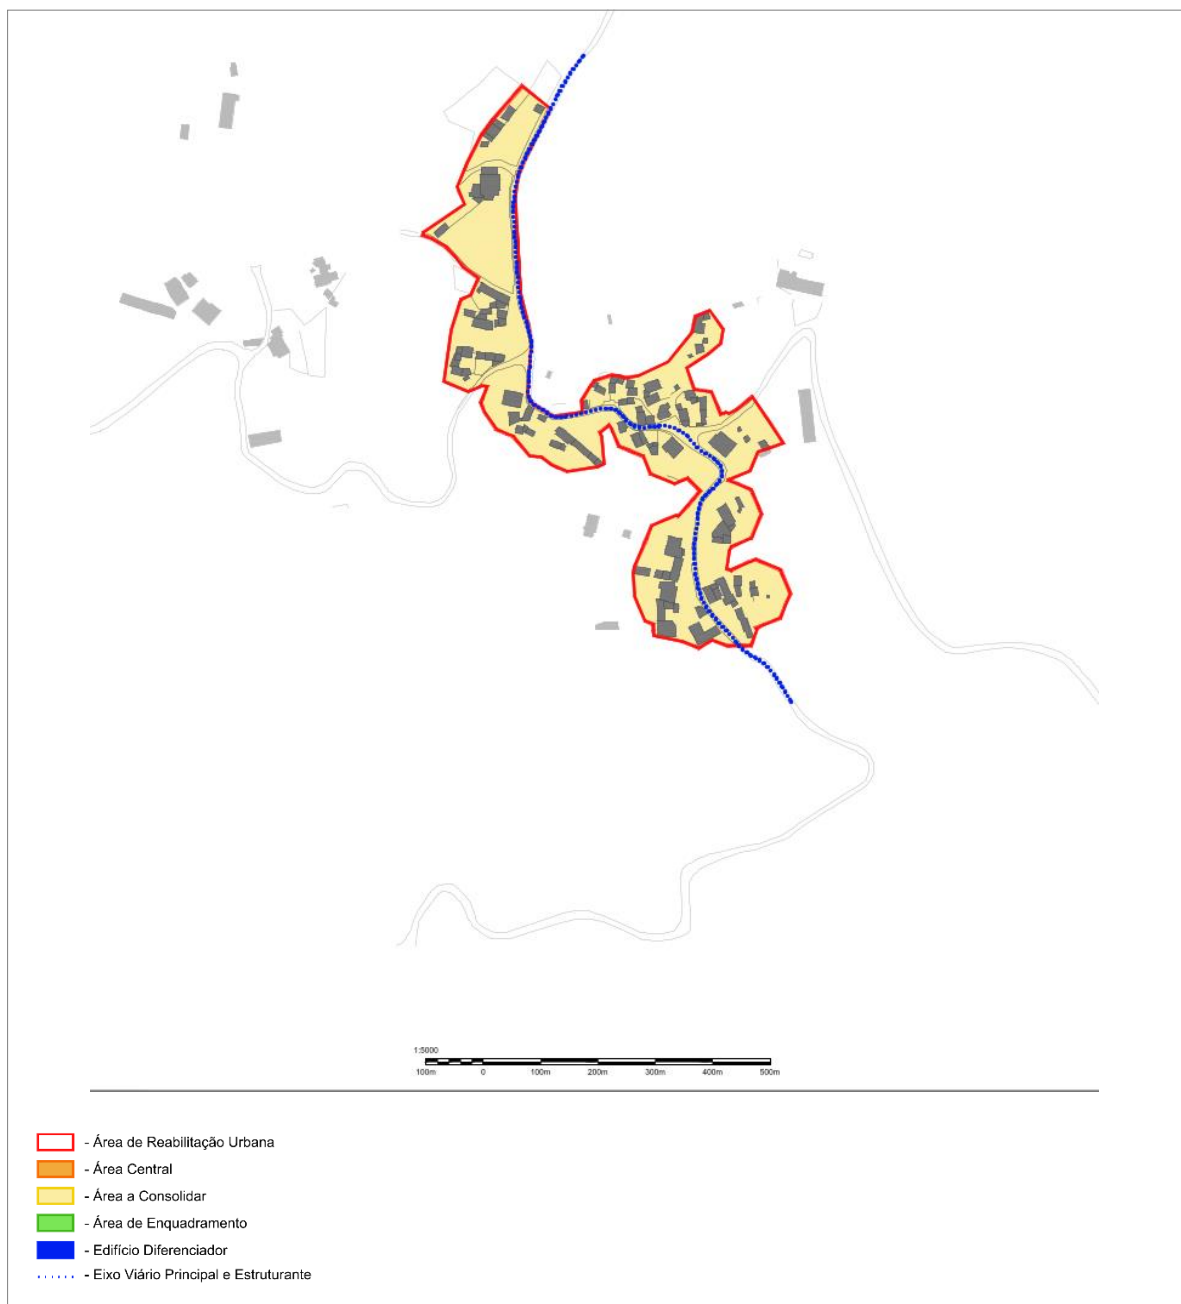 1:5000
100m 0 100m 200m 300m 400m 500m
- Área de Reabilitação Urbana
- Área Central
- Área a Consolidar
- Área de Enquadramento
- Edifício Diferenciador
- Eixo Viário Principal e Estruturante